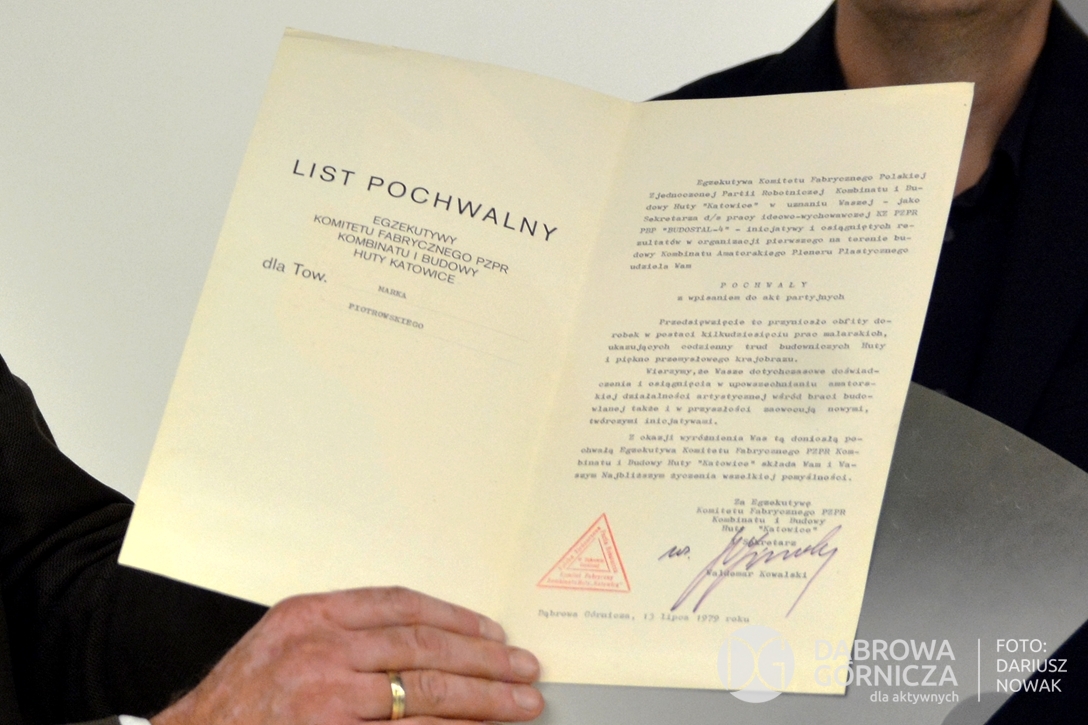 LIST POCHWALNY
EGZEKUTYWY
KOMITETU FABRYCZNEGO PZPR
KOMBINATU I BUDOWY
HUTY KATOWICE
dla Tow.
MARKA
PIOTROWSKIEGO
Egzekutywa Komitetu Fabrycznego Polskiej
Zjednoczonej Partii Robotniczej Kombinatu i Bu-
dowy Huty "Katowice" w uznaniu Waszej - jako
Sekretarza d/s pracy ideowo-wychowawczej KZ PZPR
PBP "BUDOSTAL-4" - inicjatywy i osiągniętych re-
zultatów w organizacji pierwszego na terenie bu-
dowy Kombinatu Amatorskiego Pleneru Plastycznego
udziela Wam
P O C H W A Ł Y
z wpisaniem do akt partyjnych
Przedsięwzięcie to przyniosło obfity do-
robek w postaci kilkudziesięciu prac malarskich,
ukazujących codzienny trud budowniczych Huty
i piękno przemysłowego krajobrazu.
Wierzymy,że Wasze dotychczasowe doświad-
czenia i osiągnięcia w upowszechnianiu amators-
kiej działalności artystycznej wśród braci budo-
wlanej także i w przyszłości zaowocują nowymi,
twórczymi inicjatywami.
Z okazji wyróżnienia Was tą doniosłą po-
chwałą Egzekutywa Komitetu Fabrycznego PZPR Kom-
binatu i Budowy Huty "Katowice" składa Wam i Wa-
szym Najbliższym życzenia wszelkiej pomyślności.
Za Egzekutywę
Komitetu Fabrycznego PZPR
Kombinatu i Budowy
Huty "Katowice"
Sekretarz
Waldemar Kowalski
Komitet Fabryczny
Dąbrowa Górnicza, 13 lipca 1979 roku
DG
DĄBROWA
GÓRNICZA
dla aktywnych
FOTO:
DARIUSZ
NOWAK